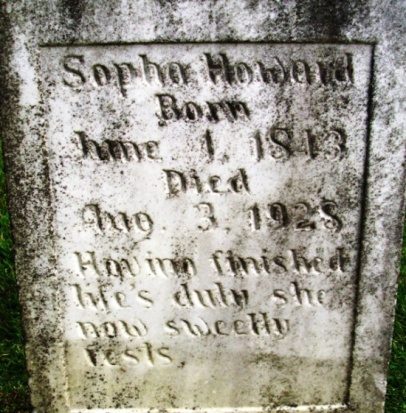 Sopha Howard
Born
June 1, 1843
Died
Aug. 3, 1928
Having finished
life's duty she
now sweetly
rests.